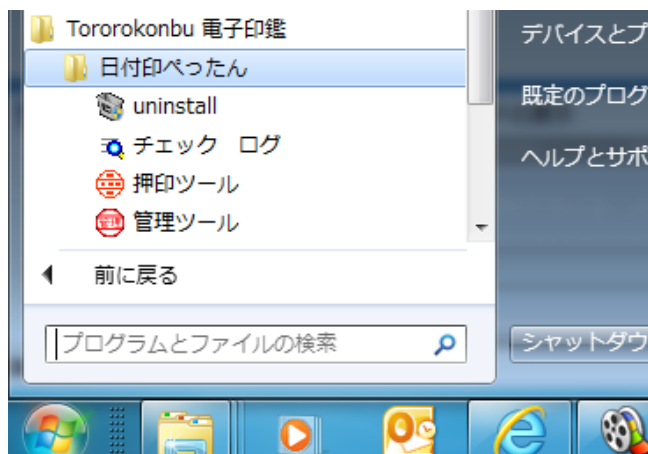 Tororokonbu 電子印鑑
日付印ぺったん
uninstall
チェック　ログ
押印ツール
管理ツール
前に戻る
プログラムとファイルの検索
デバイスとプ
既定のプログ
ヘルプとサポ
シャットダウ